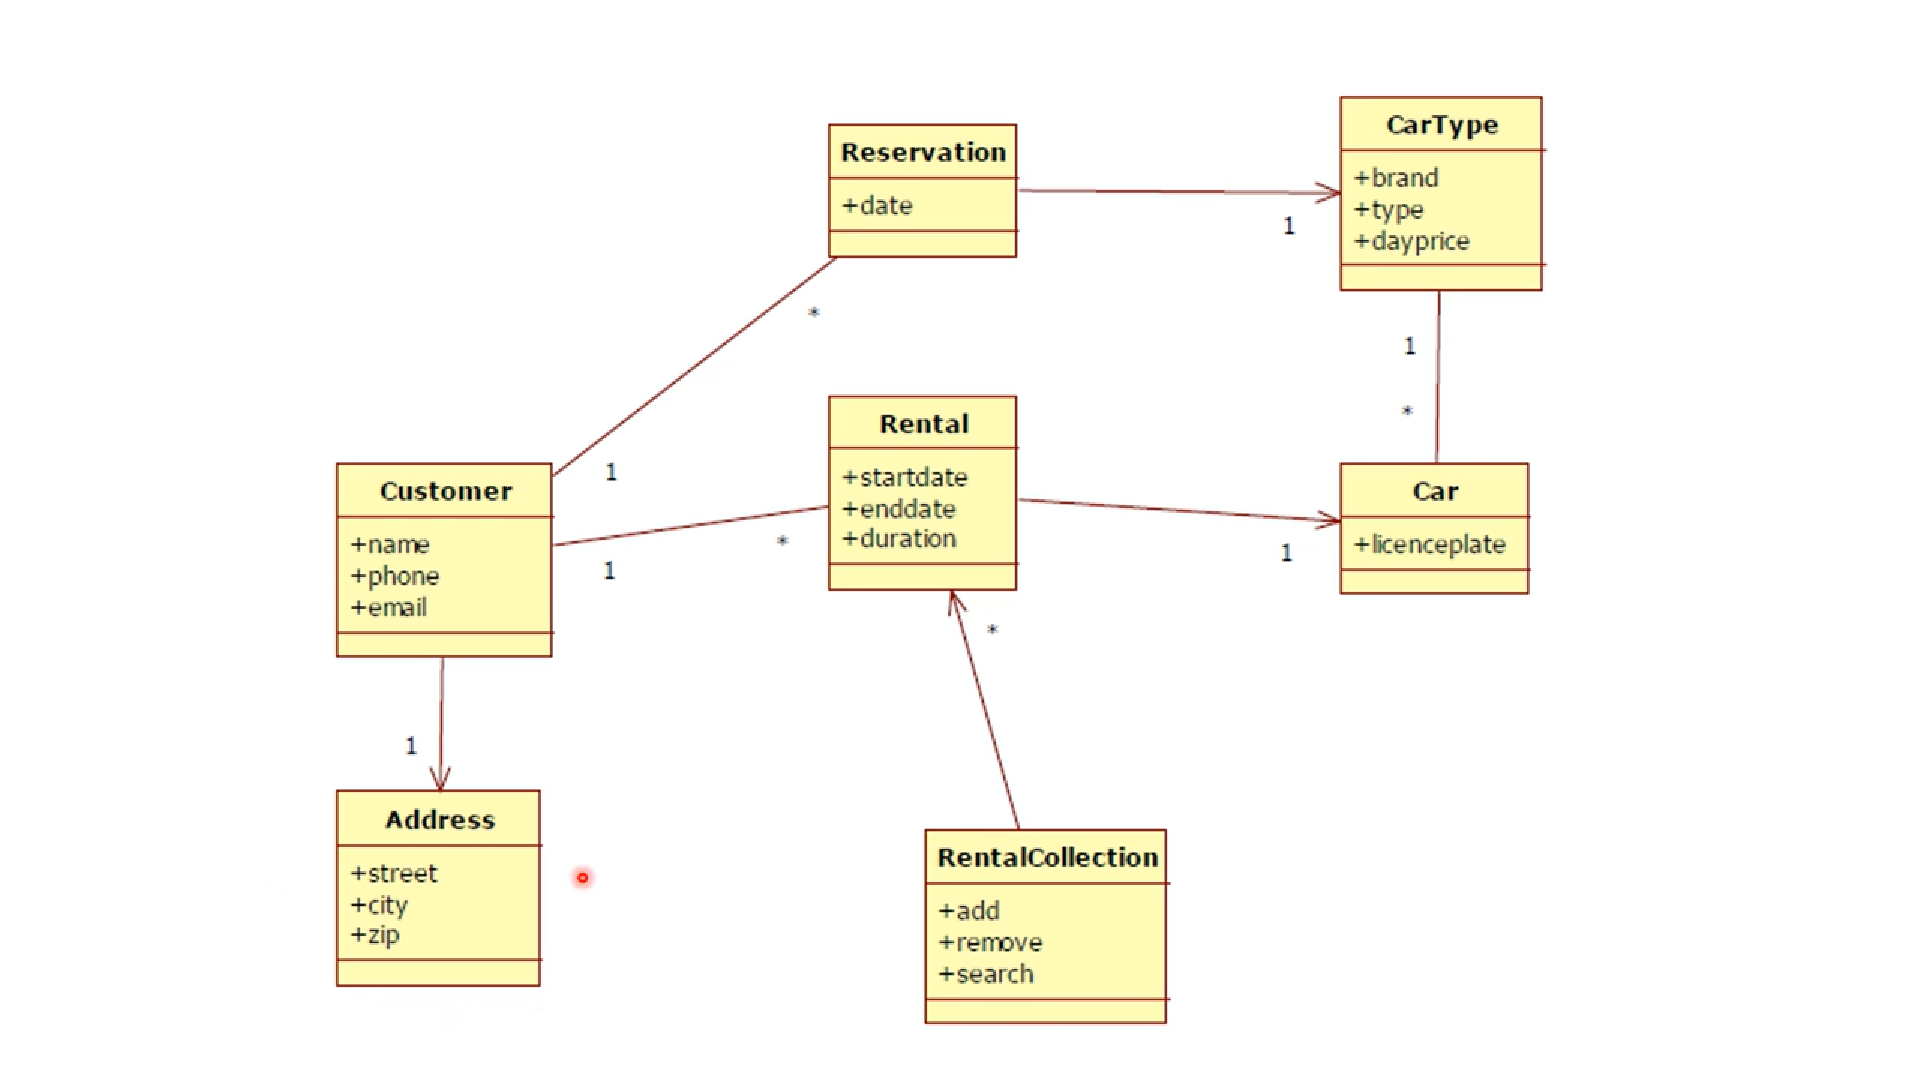 CarType
+brand
+type
+dayprice
Reservation
+date
1
*
1
*
Rental
+startdate
+enddate
+duration
1
Customer
+name
+phone
+email
1
*
Car
+licenceplate
1
*
1
Address
+street
+city
+zip
RentalCollection
+add
+remove
+search